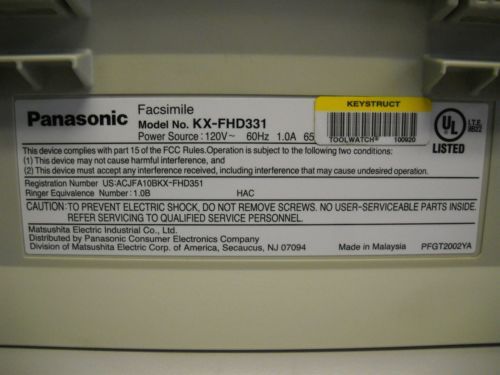 Panasonic
Facsimile
Model No. KX-FHD331
Power Source: 120V~ 60Hz 1.0A 65
KEYSTRUCT
TOOLWATCH® 100920
UL
LISTED
I.T.E.
This device complies with part 15 of the FCC Rules.Operation is subject to the following two conditions:
(1) This device may not cause harmful interference, and
(2) This device must accept any interference received, including interference that may cause undesired operation.
Registration Number US:ACJFA10BKX-FHD351
Ringer Equivalence Number: 1.0B HAC
CAUTION: TO PREVENT ELECTRIC SHOCK, DO NOT REMOVE SCREWS. NO USER-SERVICEABLE PARTS INSIDE.
REFER SERVICING TO QUALIFIED SERVICE PERSONNEL.
Matsushita Electric Industrial Co., Ltd.
Distributed by Panasonic Consumer Electronics Company
Division of Matsushita Electric Corp. of America, Secaucus, NJ 07094
Made in Malaysia PFGT2002YA